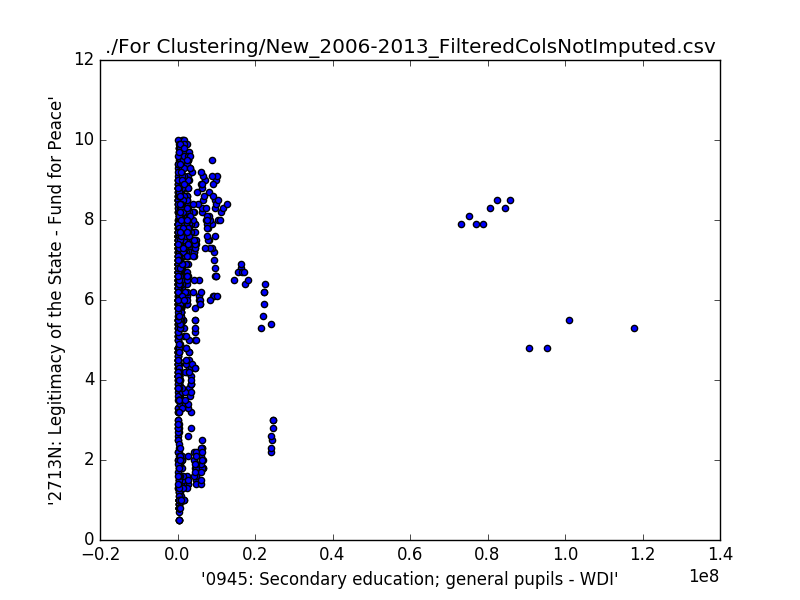 ./For Clustering/New_2006-2013_FilteredColsNotImputed.csv
12
10
8
6
4
2
0
'2713N: Legitimacy of the State - Fund for Peace'
−0.2 0.0 0.2 0.4 0.6 0.8 1.0 1.2 1.4
1e8
'0945: Secondary education; general pupils - WDI'